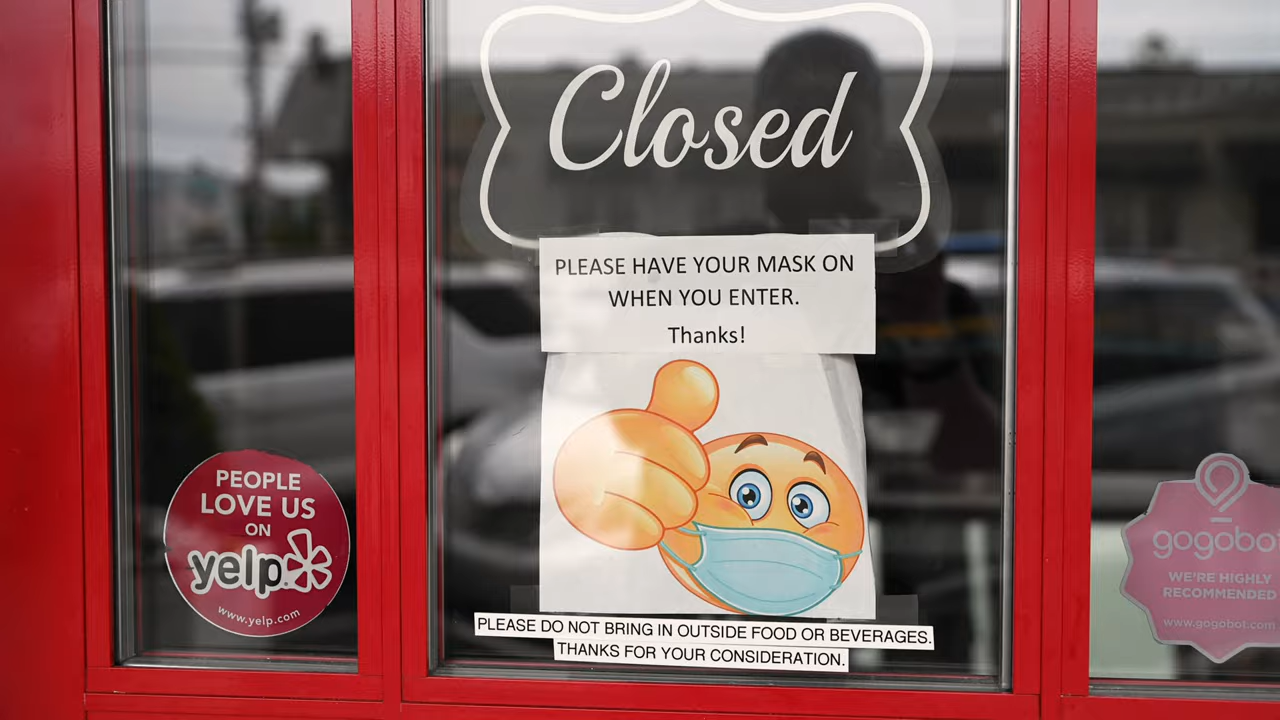 Closed
PLEASE HAVE YOUR MASK ON
WHEN YOU ENTER.
Thanks!
PEOPLE
LOVE US
ON
yelp
www.yelp.com
PLEASE DO NOT BRING IN OUTSIDE FOOD OR BEVERAGES.
THANKS FOR YOUR CONSIDERATION.
gogobot
WE'RE HIGHLY
RECOMMENDED
www.gogobot.com